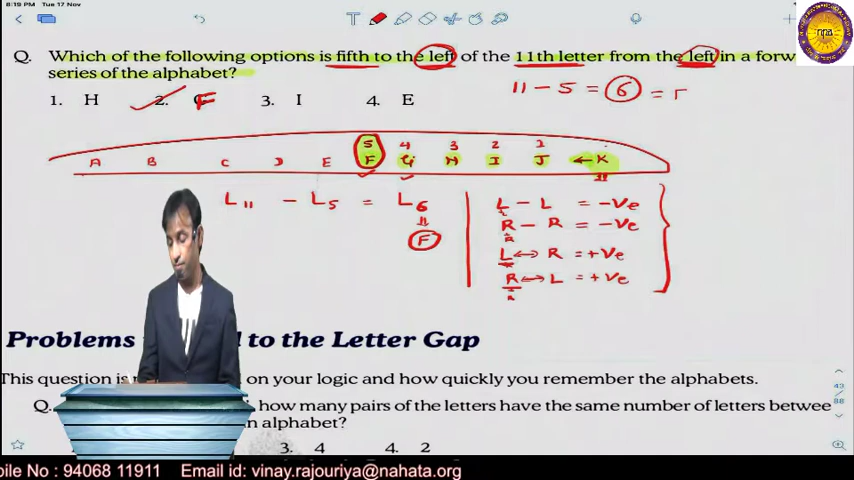 8:19 PM Tue 17 Nov
Q. Which of the following options is fifth to the left of the 11th letter from the left in a forw
series of the alphabet?
11 - 5 = 6 =
1. H 2. F 3. I 4. E
5 4 3 2 1
A B C D E F G H I J ← K
11
L11 - L5 = L6
F
L - L = -ve
R - R = -ve
L ↔ R = +ve
R ↔ L = +ve
Problems to the Letter Gap
This question is on your logic and how quickly you remember the alphabets.
Q. how many pairs of the letters have the same number of letters betwee
an alphabet?
3. 4 4. 2
bile No : 94068 11911 Email id: vinay.rajouriya@nahata.org